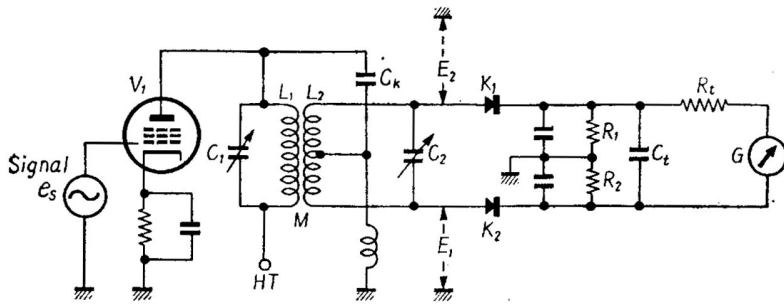 V₁
Signal
eₛ
C₁
L₁
L₂
M
HT
Cₖ
E₂
E₁
C₂
K₁
K₂
R₁
R₂
Cₜ
Rₜ
G